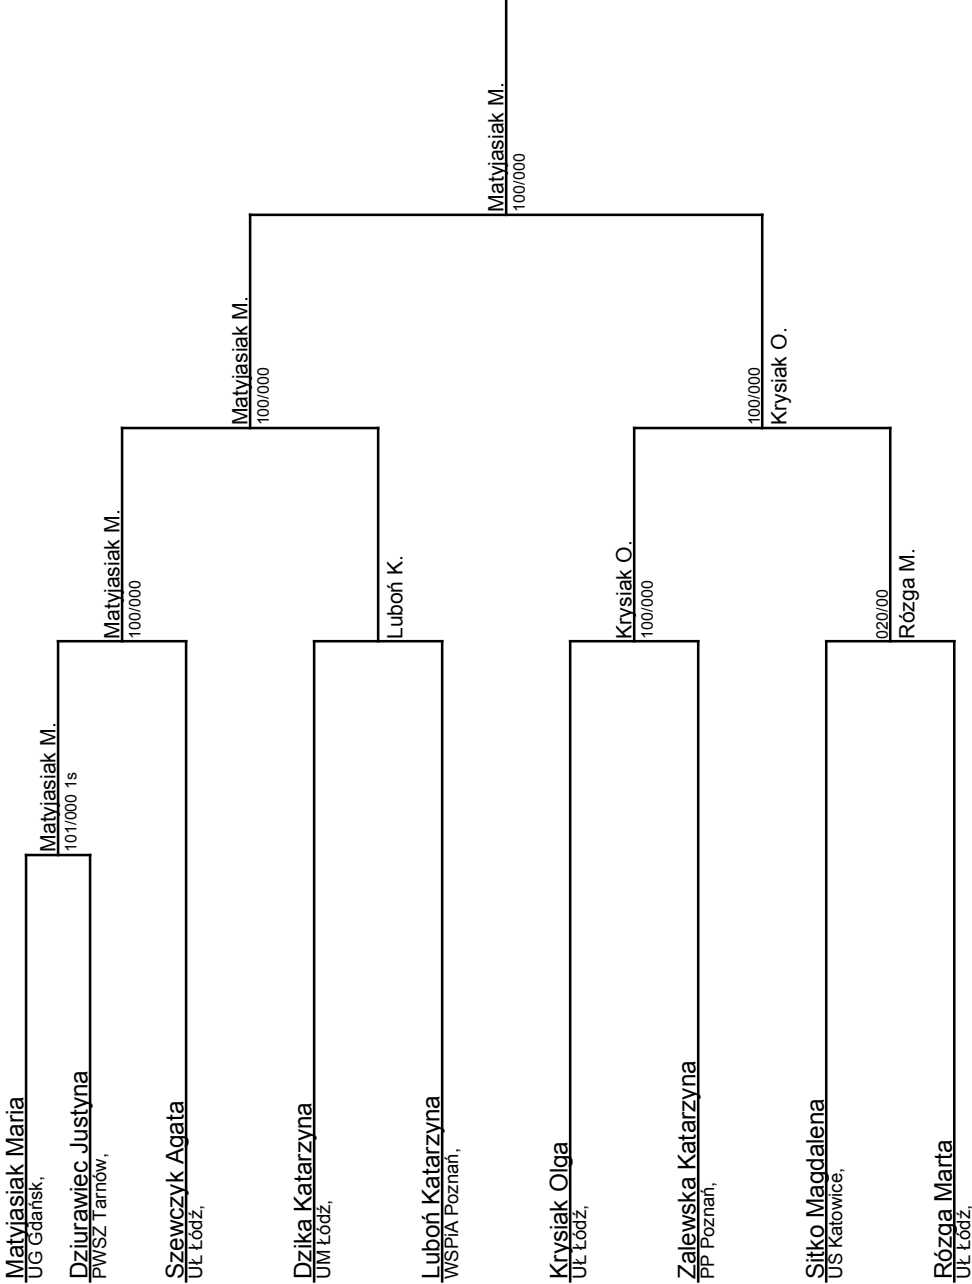 Matyjasiak Maria
UG Gdańsk,
Dziurawiec Justyna
PWSZ Tarnów,
Szewczyk Agata
UŁ Łódź,
Dzika Katarzyna
UM Łódź,
Luboń Katarzyna
WSPiA Poznań,
Krysiak Olga
UŁ Łódź,
Zalewska Katarzyna
PP Poznań,
Sitko Magdalena
UŚ Katowice,
Rózga Marta
UŁ Łódź,
Matyjasiak M.
101/000 1s
Matyjasiak M.
100/000
Luboń K.
Krysiak O.
100/000
020/00
Rózga M.
Matyjasiak M.
100/000
100/000
Krysiak O.
Matyjasiak M.
100/000